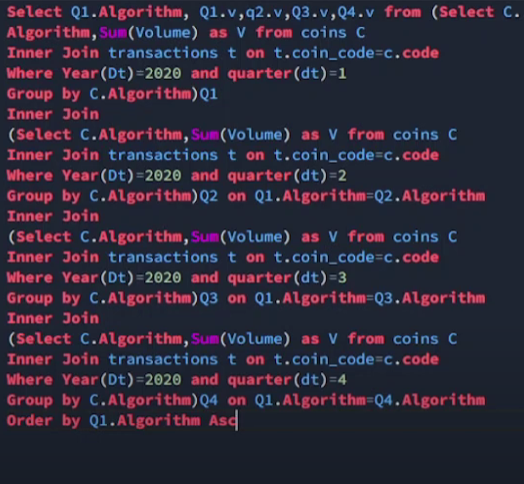 Select Q1.Algorithm, Q1.v,q2.v,Q3.v,Q4.v from (Select C.
Algorithm,Sum(Volume) as V from coins C
Inner Join transactions t on t.coin_code=c.code
Where Year(Dt)=2020 and quarter(dt)=1
Group by C.Algorithm)Q1
Inner Join
(Select C.Algorithm,Sum(Volume) as V from coins C
Inner Join transactions t on t.coin_code=c.code
Where Year(Dt)=2020 and quarter(dt)=2
Group by C.Algorithm)Q2 on Q1.Algorithm=Q2.Algorithm
Inner Join
(Select C.Algorithm,Sum(Volume) as V from coins C
Inner Join transactions t on t.coin_code=c.code
Where Year(Dt)=2020 and quarter(dt)=3
Group by C.Algorithm)Q3 on Q1.Algorithm=Q3.Algorithm
Inner Join
(Select C.Algorithm,Sum(Volume) as V from coins C
Inner Join transactions t on t.coin_code=c.code
Where Year(Dt)=2020 and quarter(dt)=4
Group by C.Algorithm)Q4 on Q1.Algorithm=Q4.Algorithm
Order by Q1.Algorithm Asc